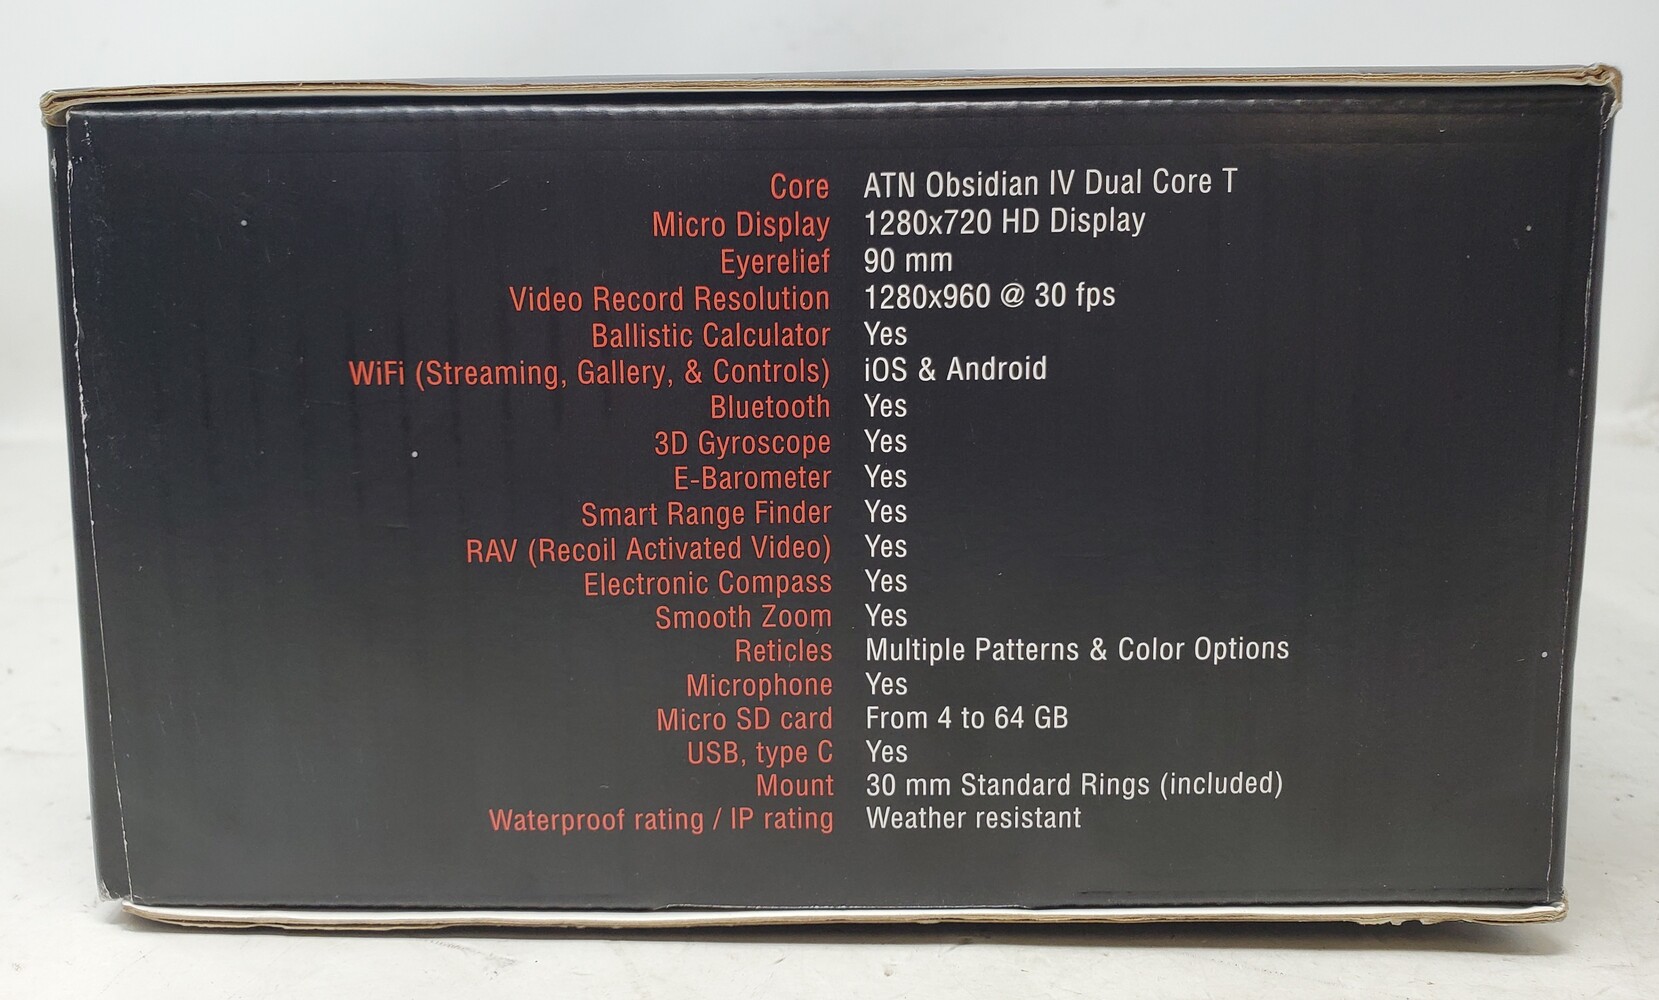 Core ATN Obsidian IV Dual Core T
Micro Display 1280x720 HD Display
Eyerelief 90 mm
Video Record Resolution 1280x960 @ 30 fps
Ballistic Calculator Yes
WiFi (Streaming, Gallery, & Controls) iOS & Android
Bluetooth Yes
3D Gyroscope Yes
E-Barometer Yes
Smart Range Finder Yes
RAV (Recoil Activated Video) Yes
Electronic Compass Yes
Smooth Zoom Yes
Reticles Multiple Patterns & Color Options
Microphone Yes
Micro SD card From 4 to 64 GB
USB, type C Yes
Mount 30 mm Standard Rings (included)
Waterproof rating / IP rating Weather resistant